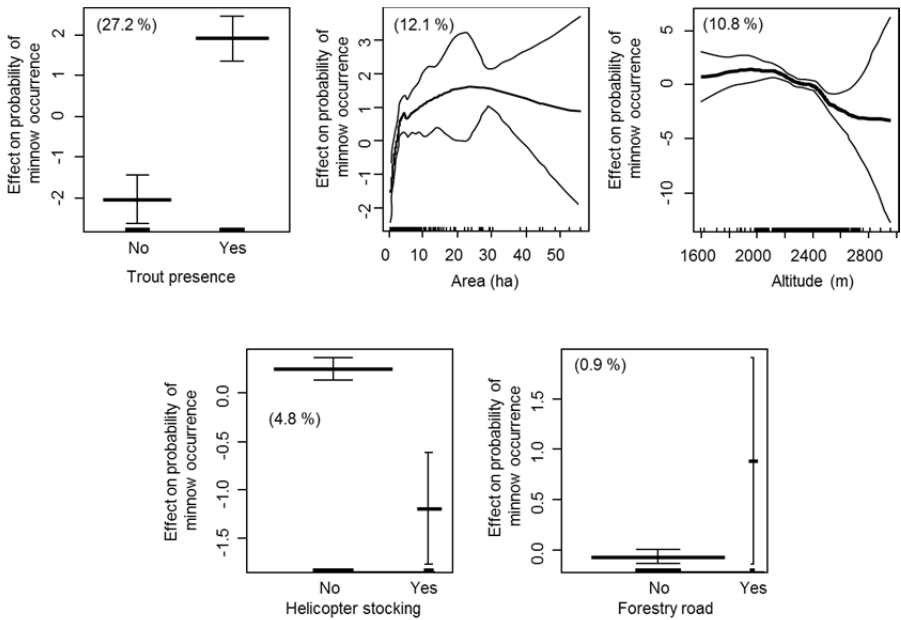 Effect on probability of
minnow occurrence
(27.2 %)
2
1
0
-1
-2
No Yes
Trout presence
Effect on probability of
minnow occurrence
(12.1 %)
3
2
1
0
-1
-2
0 10 20 30 40 50
Area (ha)
Effect on probability of
minnow occurrence
(10.8 %)
5
0
-5
-10
1600 2000 2400 2800
Altitude (m)
Effect on probability of
minnow occurrence
(4.8 %)
0.0
-0.5
-1.0
-1.5
No Yes
Helicopter stocking
Effect on probability of
minnow occurrence
(0.9 %)
1.5
1.0
0.5
0.0
No Yes
Forestry road